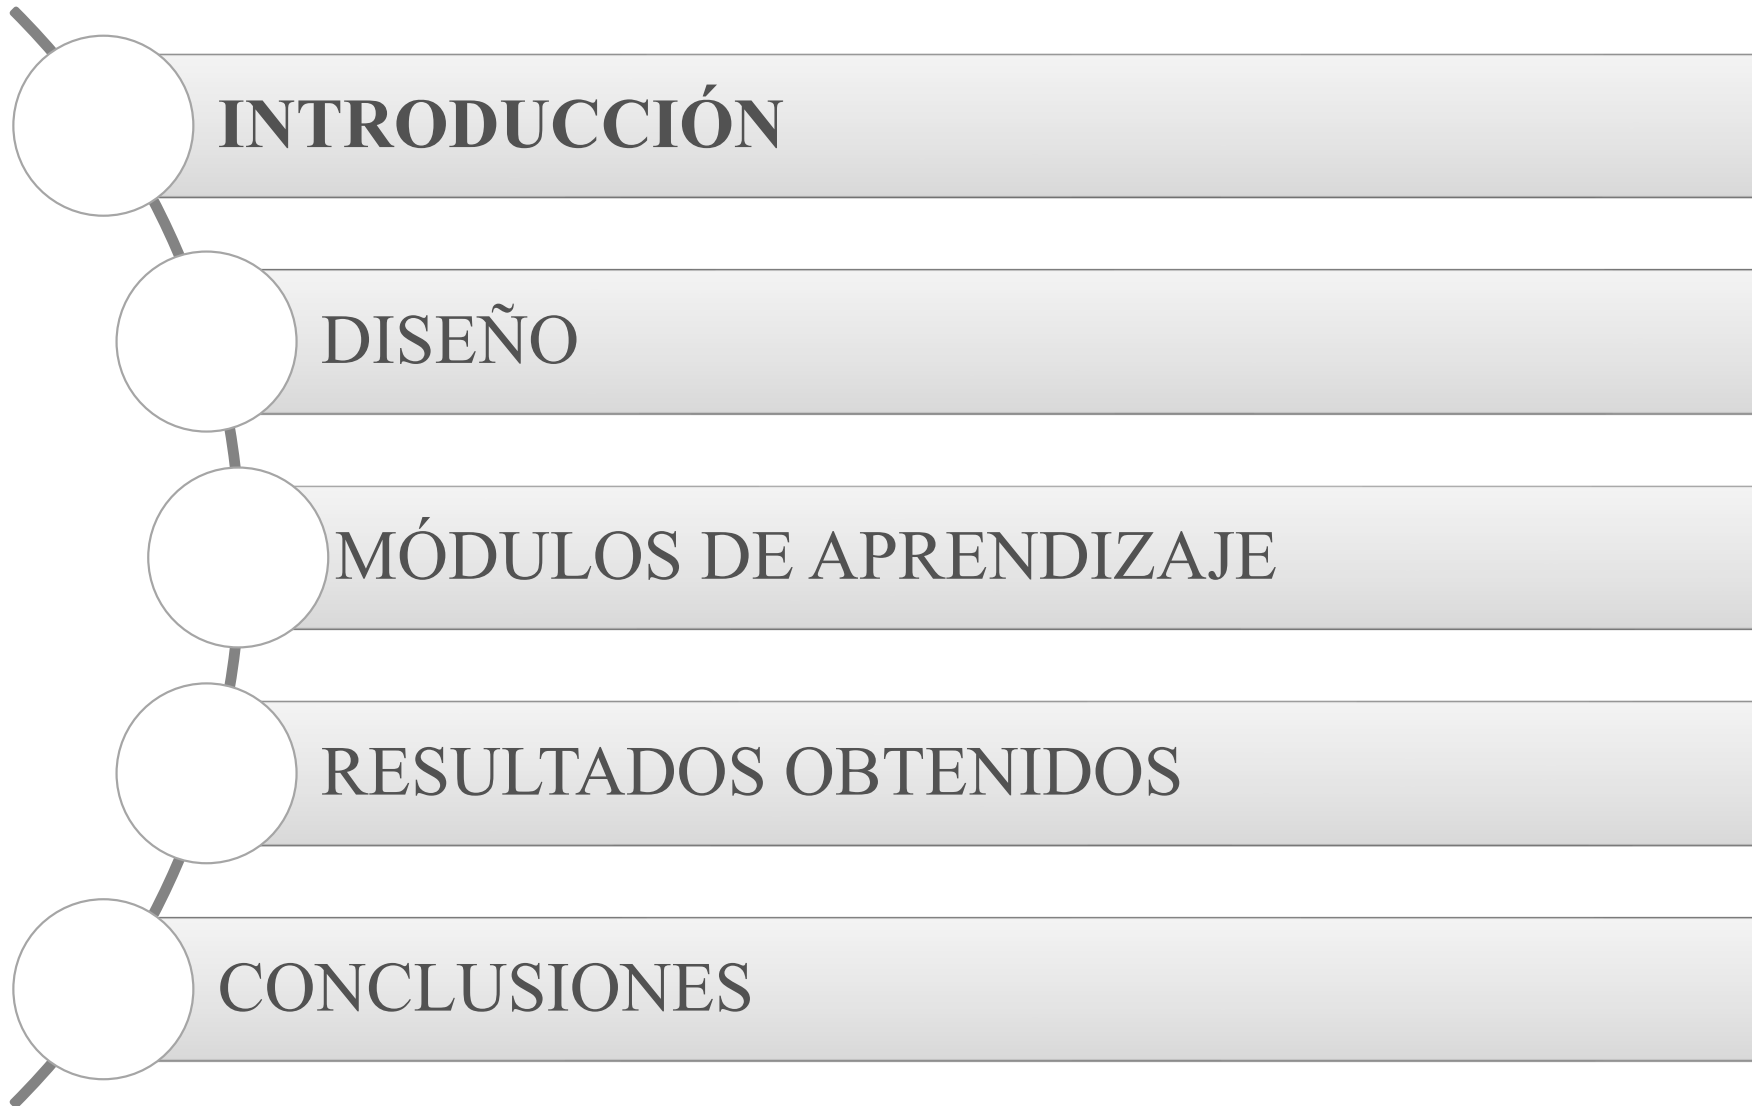 INTRODUCCIÓN
DISEÑO
MÓDULOS DE APRENDIZAJE
RESULTADOS OBTENIDOS
CONCLUSIONES